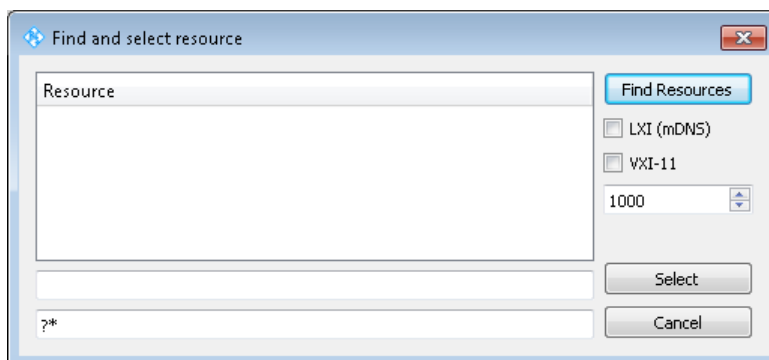 Find and select resource
Resource
Find Resources
LXI (mDNS)
VXI-11
1000
Select
?*
Cancel